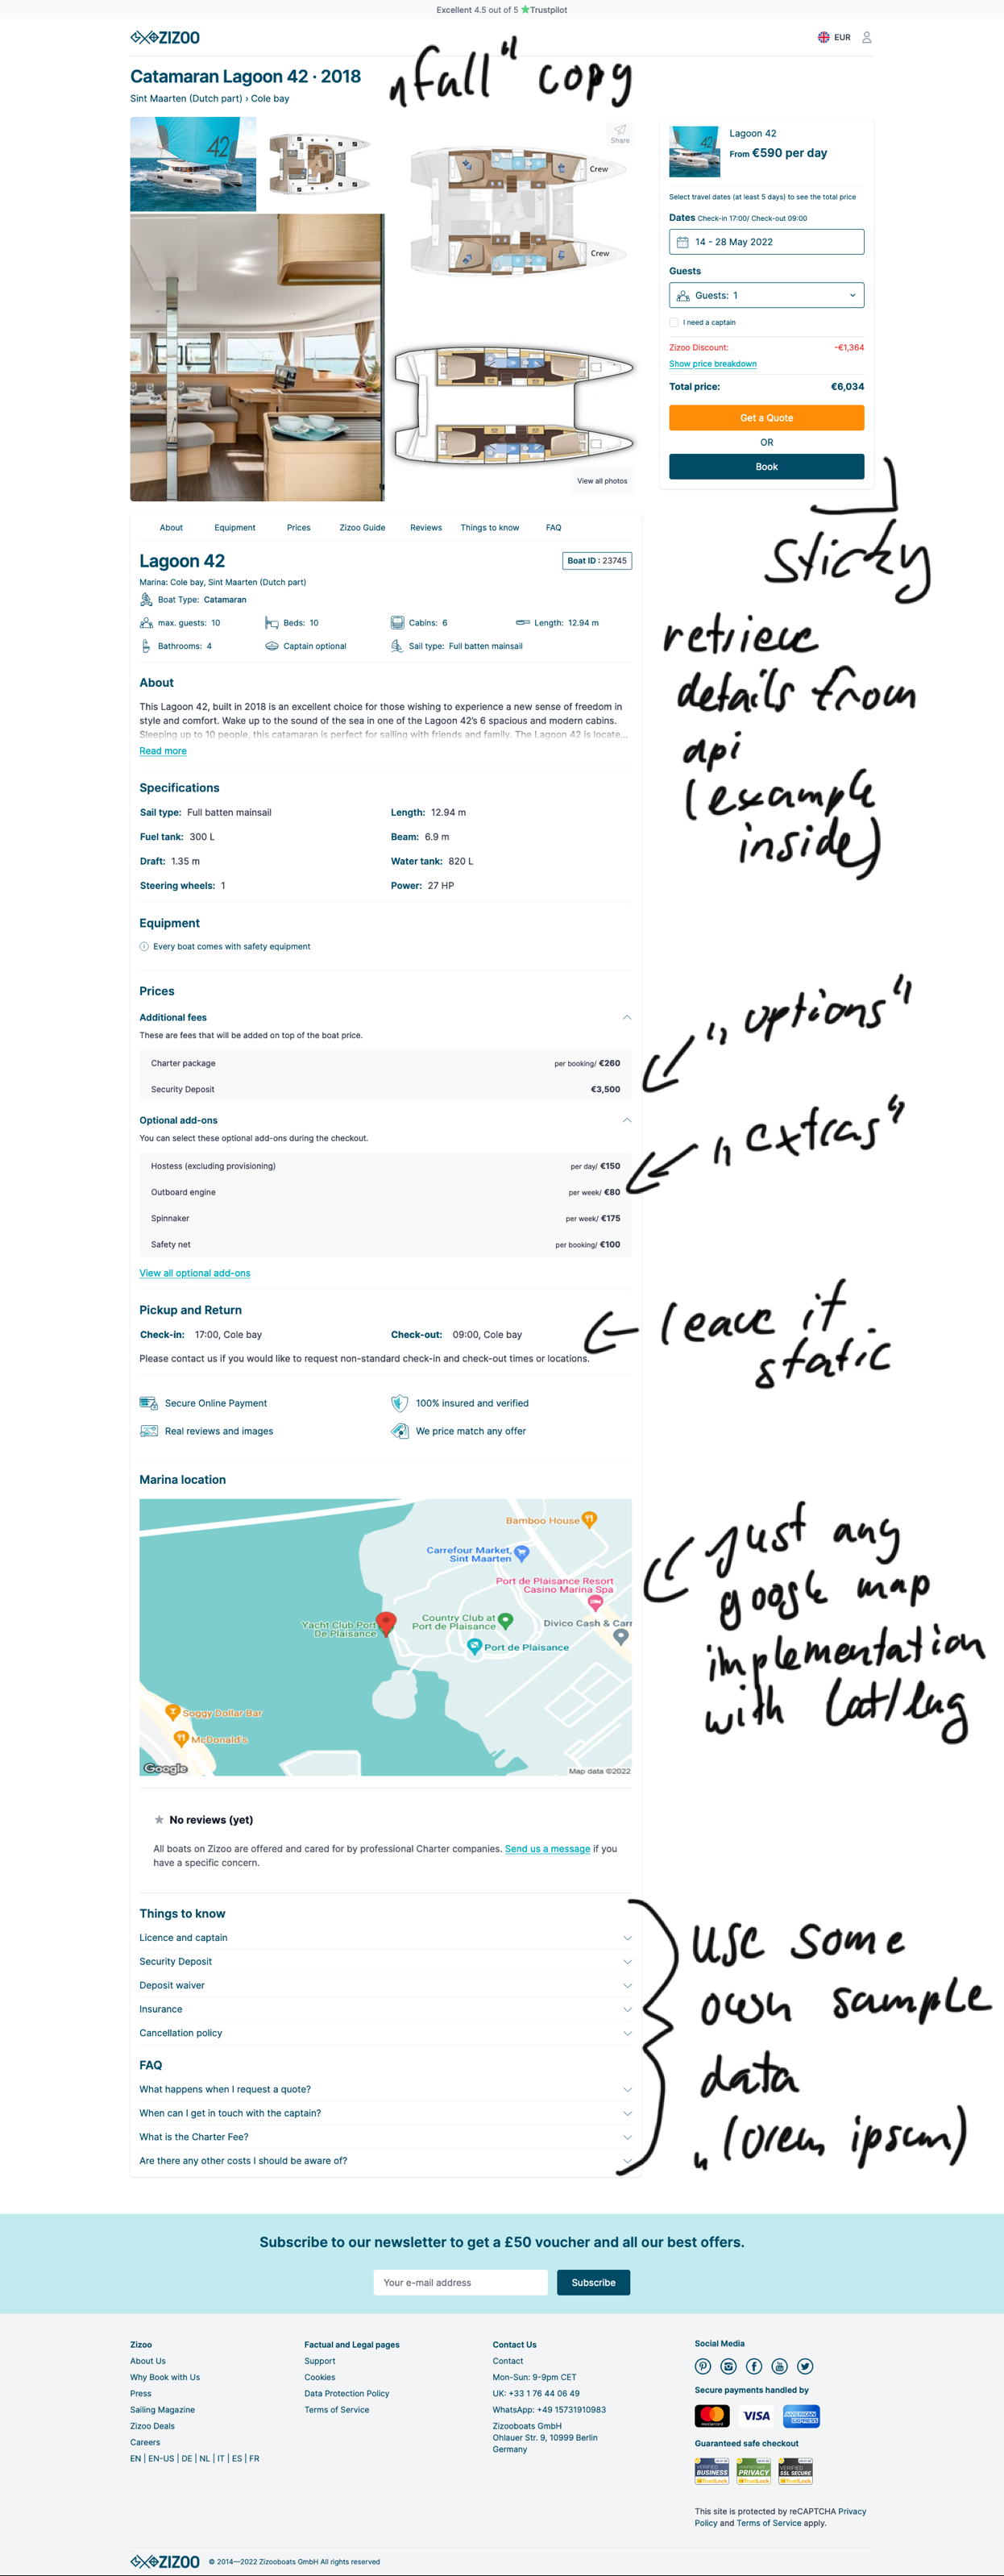 Excellent 4.5 out of 5 Trustpilot
ZIZOO
EUR
Catamaran Lagoon 42 · 2018
Sint Maarten (Dutch part) › Cole bay
„full“ copy
42
Share
Crew
Crew
View all photos
42
Lagoon 42
From €590 per day
Select travel dates (at least 5 days) to see the total price
Dates Check-in 17:00/ Check-out 09:00
14 - 28 May 2022
Guests
Guests: 1
I need a captain
Zizoo Discount: -€1,364
Show price breakdown
Total price: €6,034
Get a Quote
OR
Book
Sticky
About Equipment Prices Zizoo Guide Reviews Things to know FAQ
Lagoon 42
Boat ID : 23745
Marina: Cole bay, Sint Maarten (Dutch part)
Boat Type: Catamaran
max. guests: 10 Beds: 10 Cabins: 6 Length: 12.94 m
Bathrooms: 4 Captain optional Sail type: Full batten mainsail
retrieve
details from
api
(example
inside)
About
This Lagoon 42, built in 2018 is an excellent choice for those wishing to experience a new sense of freedom in
style and comfort. Wake up to the sound of the sea in one of the Lagoon 42's 6 spacious and modern cabins.
Sleeping up to 10 people, this catamaran is perfect for sailing with friends and family. The Lagoon 42 is locate...
Read more
Specifications
Sail type: Full batten mainsail Length: 12.94 m
Fuel tank: 300 L Beam: 6.9 m
Draft: 1.35 m Water tank: 820 L
Steering wheels: 1 Power: 27 HP
Equipment
Every boat comes with safety equipment
Prices
Additional fees
These are fees that will be added on top of the boat price.
Charter package per booking/ €260
Security Deposit €3,500
„options“
Optional add-ons
You can select these optional add-ons during the checkout.
Hostess (excluding provisioning) per day/ €150
Outboard engine per week/ €80
Spinnaker per week/ €175
Safety net per booking/ €100
„extras“
View all optional add-ons
Pickup and Return
Check-in: 17:00, Cole bay Check-out: 09:00, Cole bay
Please contact us if you would like to request non-standard check-in and check-out times or locations.
leave it
static
Secure Online Payment 100% insured and verified
Real reviews and images We price match any offer
Marina location
Bamboo House
Carrefour Market,
Sint Maarten
Port de Plaisance Resort
Casino Marina Spa
Yacht Club Port
De Plaisance
Country Club at
Port de Plaisance
Divico Cash & Carr
Port de Plaisance
Soggy Dollar Bar
McDonald's
Google
Map data ©2022
just any
google map
implementation
with lat/lng
No reviews (yet)
All boats on Zizoo are offered and cared for by professional Charter companies. Send us a message if you
have a specific concern.
Things to know
Licence and captain
Security Deposit
Deposit waiver
Insurance
Cancellation policy
FAQ
What happens when I request a quote?
When can I get in touch with the captain?
What is the Charter Fee?
Are there any other costs I should be aware of?
use some
own sample
data
„(lorem ipsum)
Subscribe to our newsletter to get a £50 voucher and all our best offers.
Your e-mail address
Subscribe
Zizoo
About Us
Why Book with Us
Press
Sailing Magazine
Zizoo Deals
Careers
EN | EN-US | DE | NL | IT | ES | FR
Factual and Legal pages
Support
Cookies
Data Protection Policy
Terms of Service
Contact Us
Contact
Mon-Sun: 9-9pm CET
UK: +33 1 76 44 06 49
WhatsApp: +49 15731910983
Zizooboats GmbH
Ohlauer Str. 9, 10999 Berlin
Germany
Social Media
Secure payments handled by
mastercard
VISA
AMERICAN EXPRESS
Guaranteed safe checkout
VERIFIED
BUSINESS
TrustLock
PRIVACY
TrustLock
VERIFIED
SSL SECURE
TrustLock
This site is protected by reCAPTCHA Privacy
Policy and Terms of Service apply.
ZIZOO
© 2014—2022 Zizooboats GmbH All rights reserved